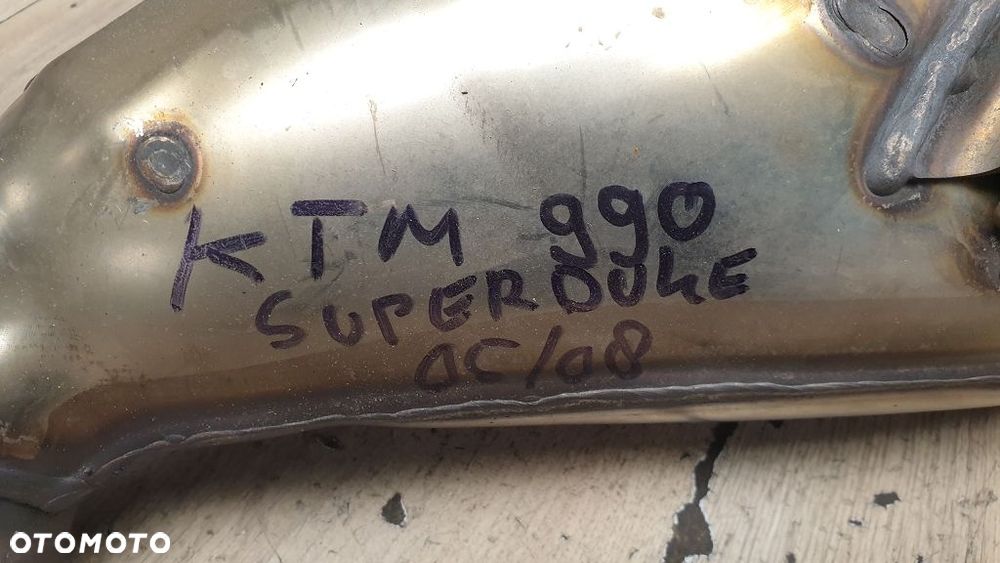 KTM 990
SUPERDUKE
05/08
OTOMOTO